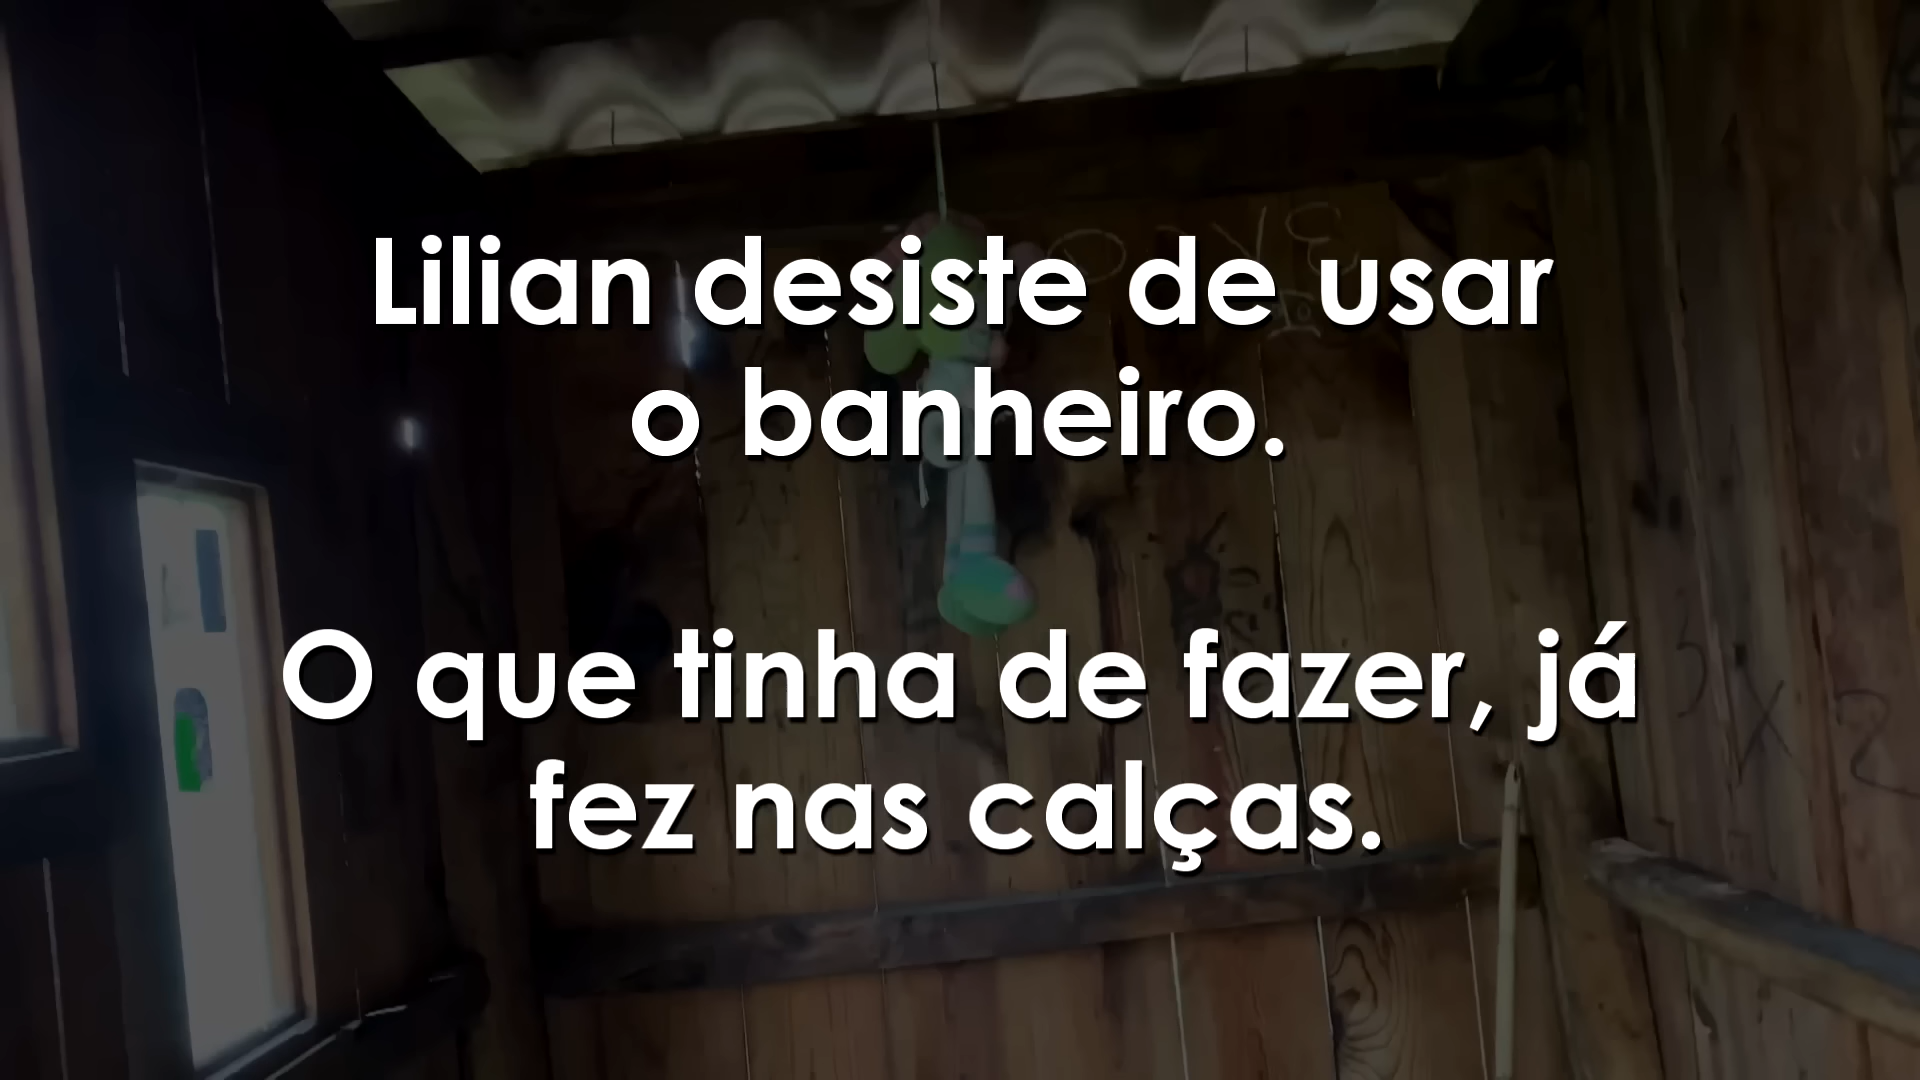 Lilian desiste de usar
o banheiro.
O que tinha de fazer, já
fez nas calças.